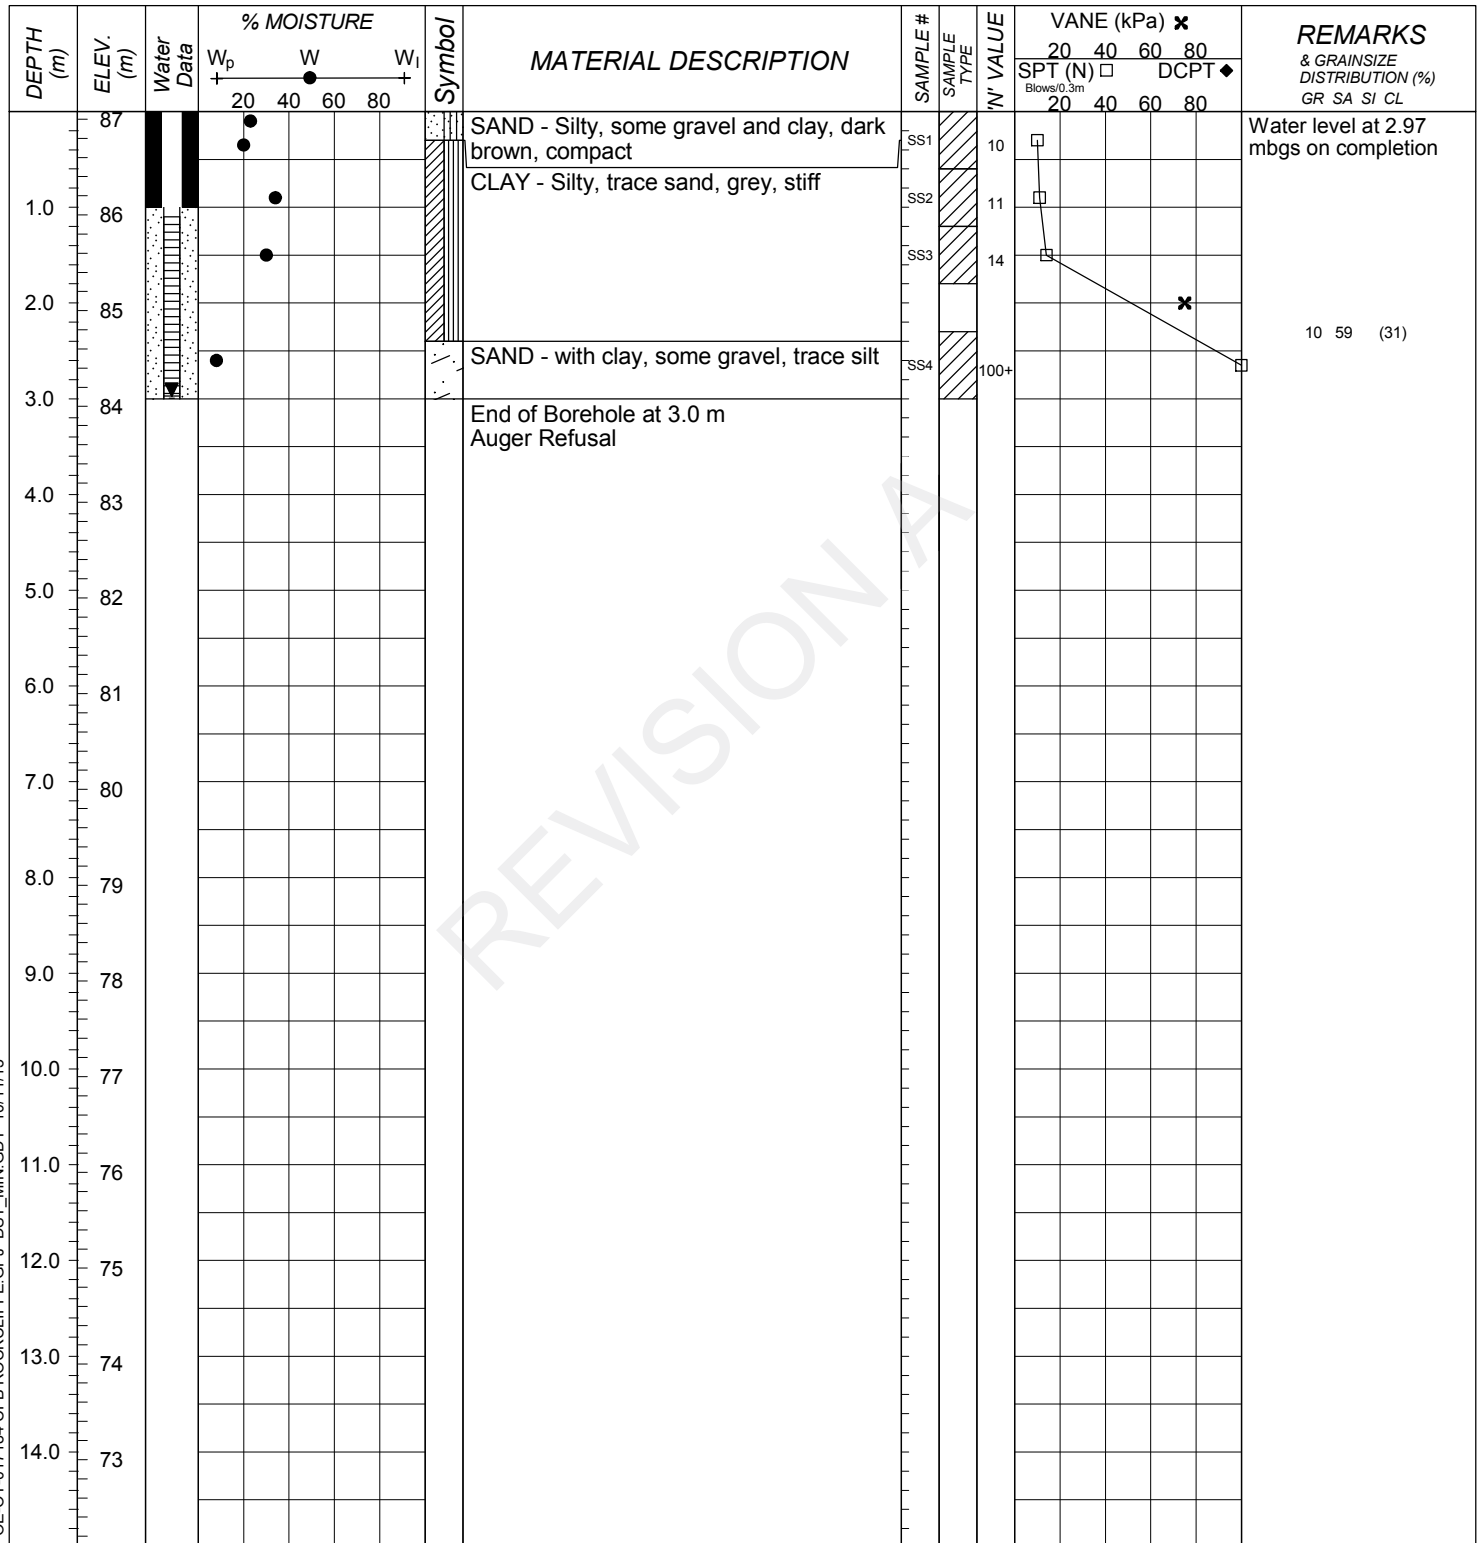 DEPTH (m)
ELEV. (m)
Water Data
% MOISTURE
Wp W Wl
20 40 60 80
Symbol
MATERIAL DESCRIPTION
SAMPLE #
SAMPLE TYPE
'N' VALUE
VANE (kPa)
20 40 60 80
SPT (N) DCPT
Blows/0.3m
20 40 60 80
REMARKS
& GRAINSIZE
DISTRIBUTION (%)
GR SA SI CL
87
SAND - Silty, some gravel and clay, dark
brown, compact
SS1
10
Water level at 2.97
mbgs on completion
CLAY - Silty, trace sand, grey, stiff
SS2
11
1.0
86
SS3
14
2.0
85
10 59 (31)
SAND - with clay, some gravel, trace silt
SS4
100+
3.0
84
End of Borehole at 3.0 m
Auger Refusal
4.0
83
5.0
82
6.0
81
7.0
80
8.0
79
9.0
78
10.0
77
11.0
76
12.0
75
13.0
74
14.0
73
REVISION A